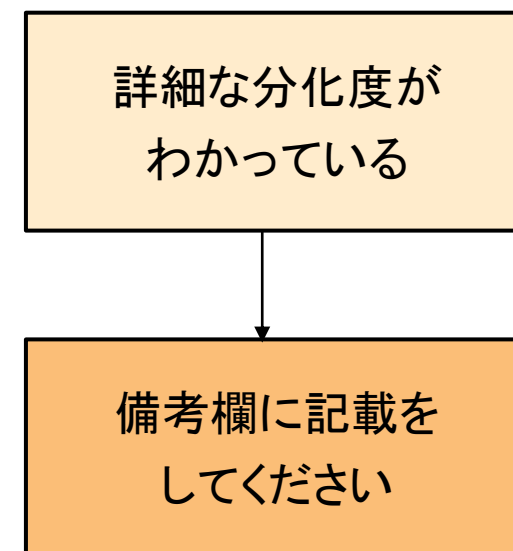 詳細な分化度が
わかっている
備考欄に記載を
してください